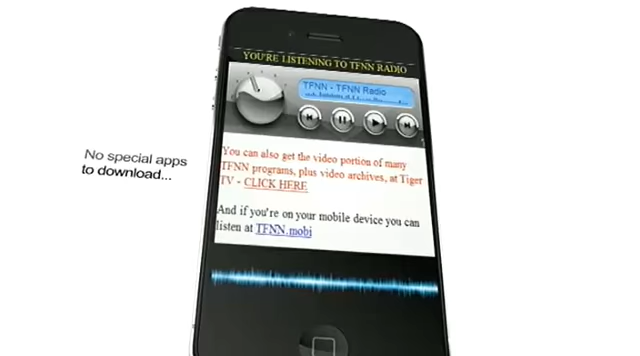 YOU'RE LISTENING TO TFNN RADIO
TFNN - TFNN Radio
You can also get the video portion of many
TFNN programs, plus video archives, at Tiger
TV - CLICK HERE
And if you're on your mobile device you can
listen at TFNN.mobi
No special apps
to download...